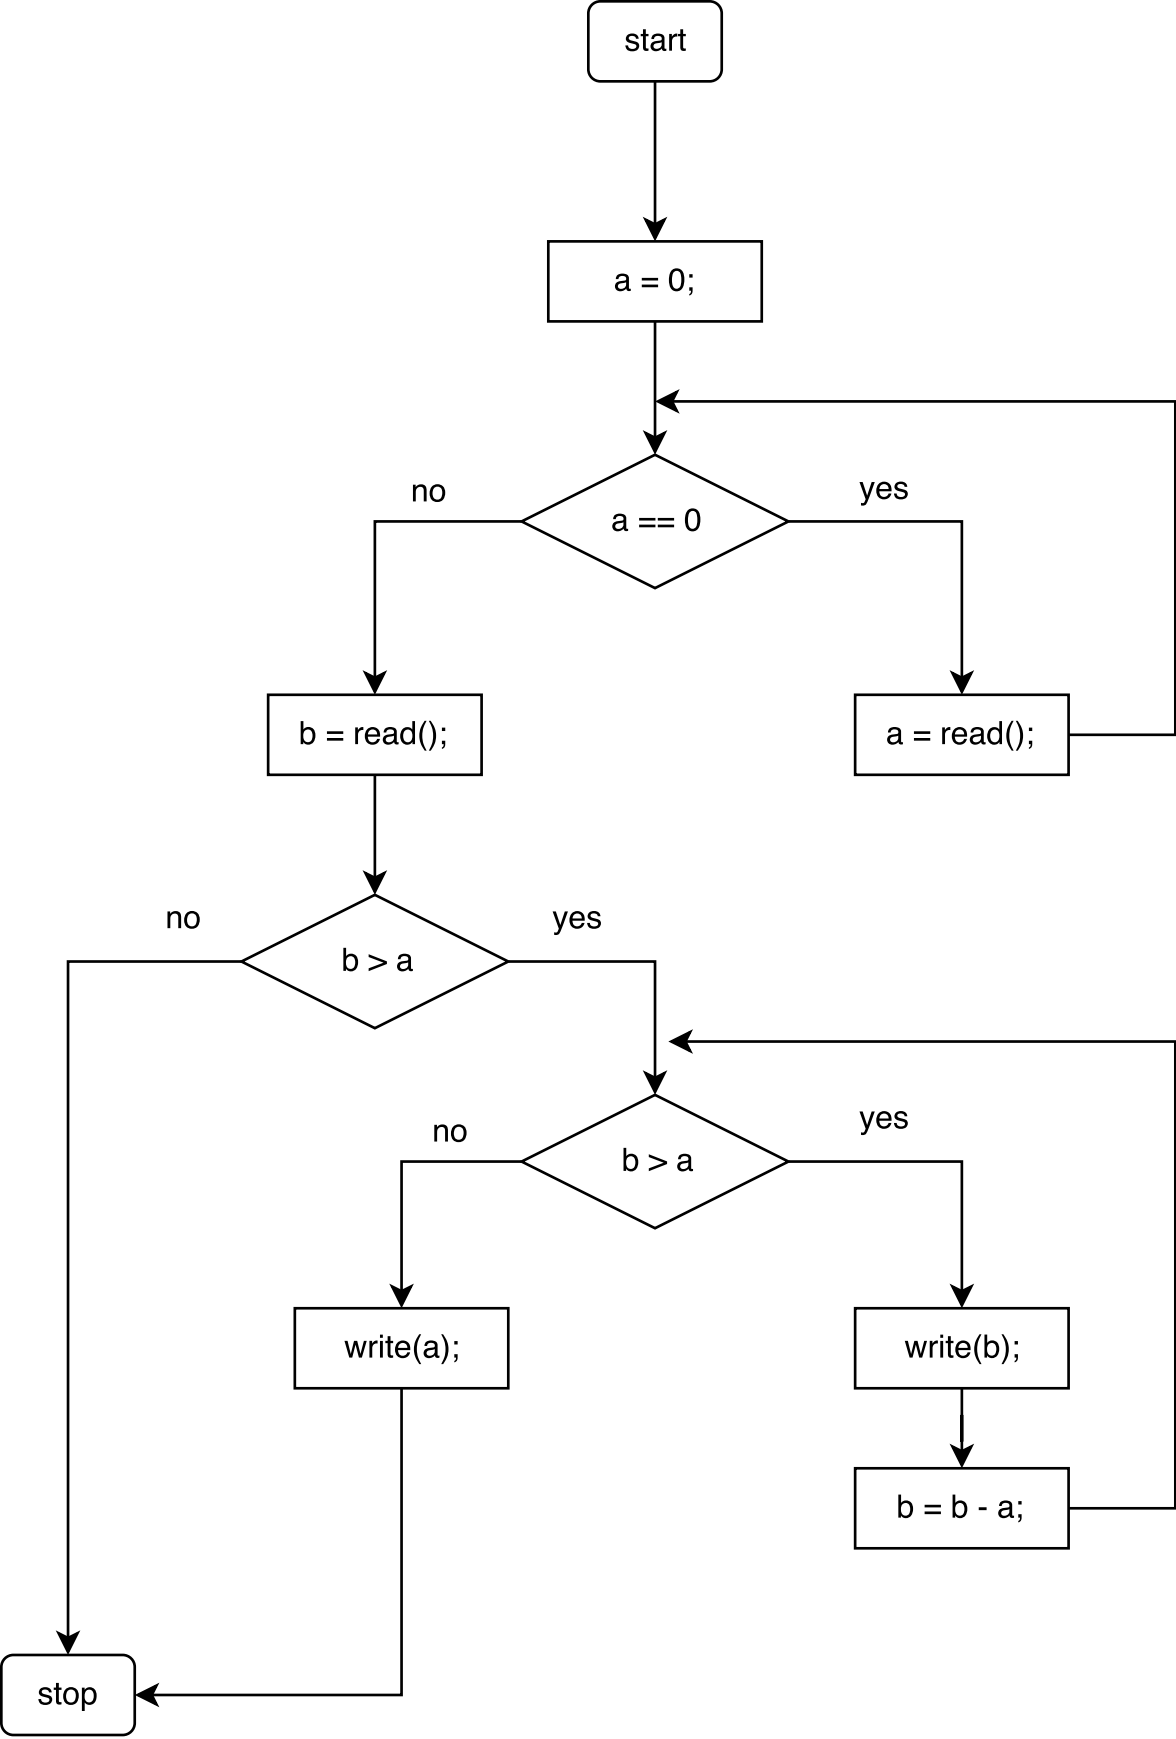 start
a = 0;
no
yes
a == 0
b = read();
a = read();
no
yes
b > a
no
yes
b > a
write(a);
write(b);
b = b - a;
stop